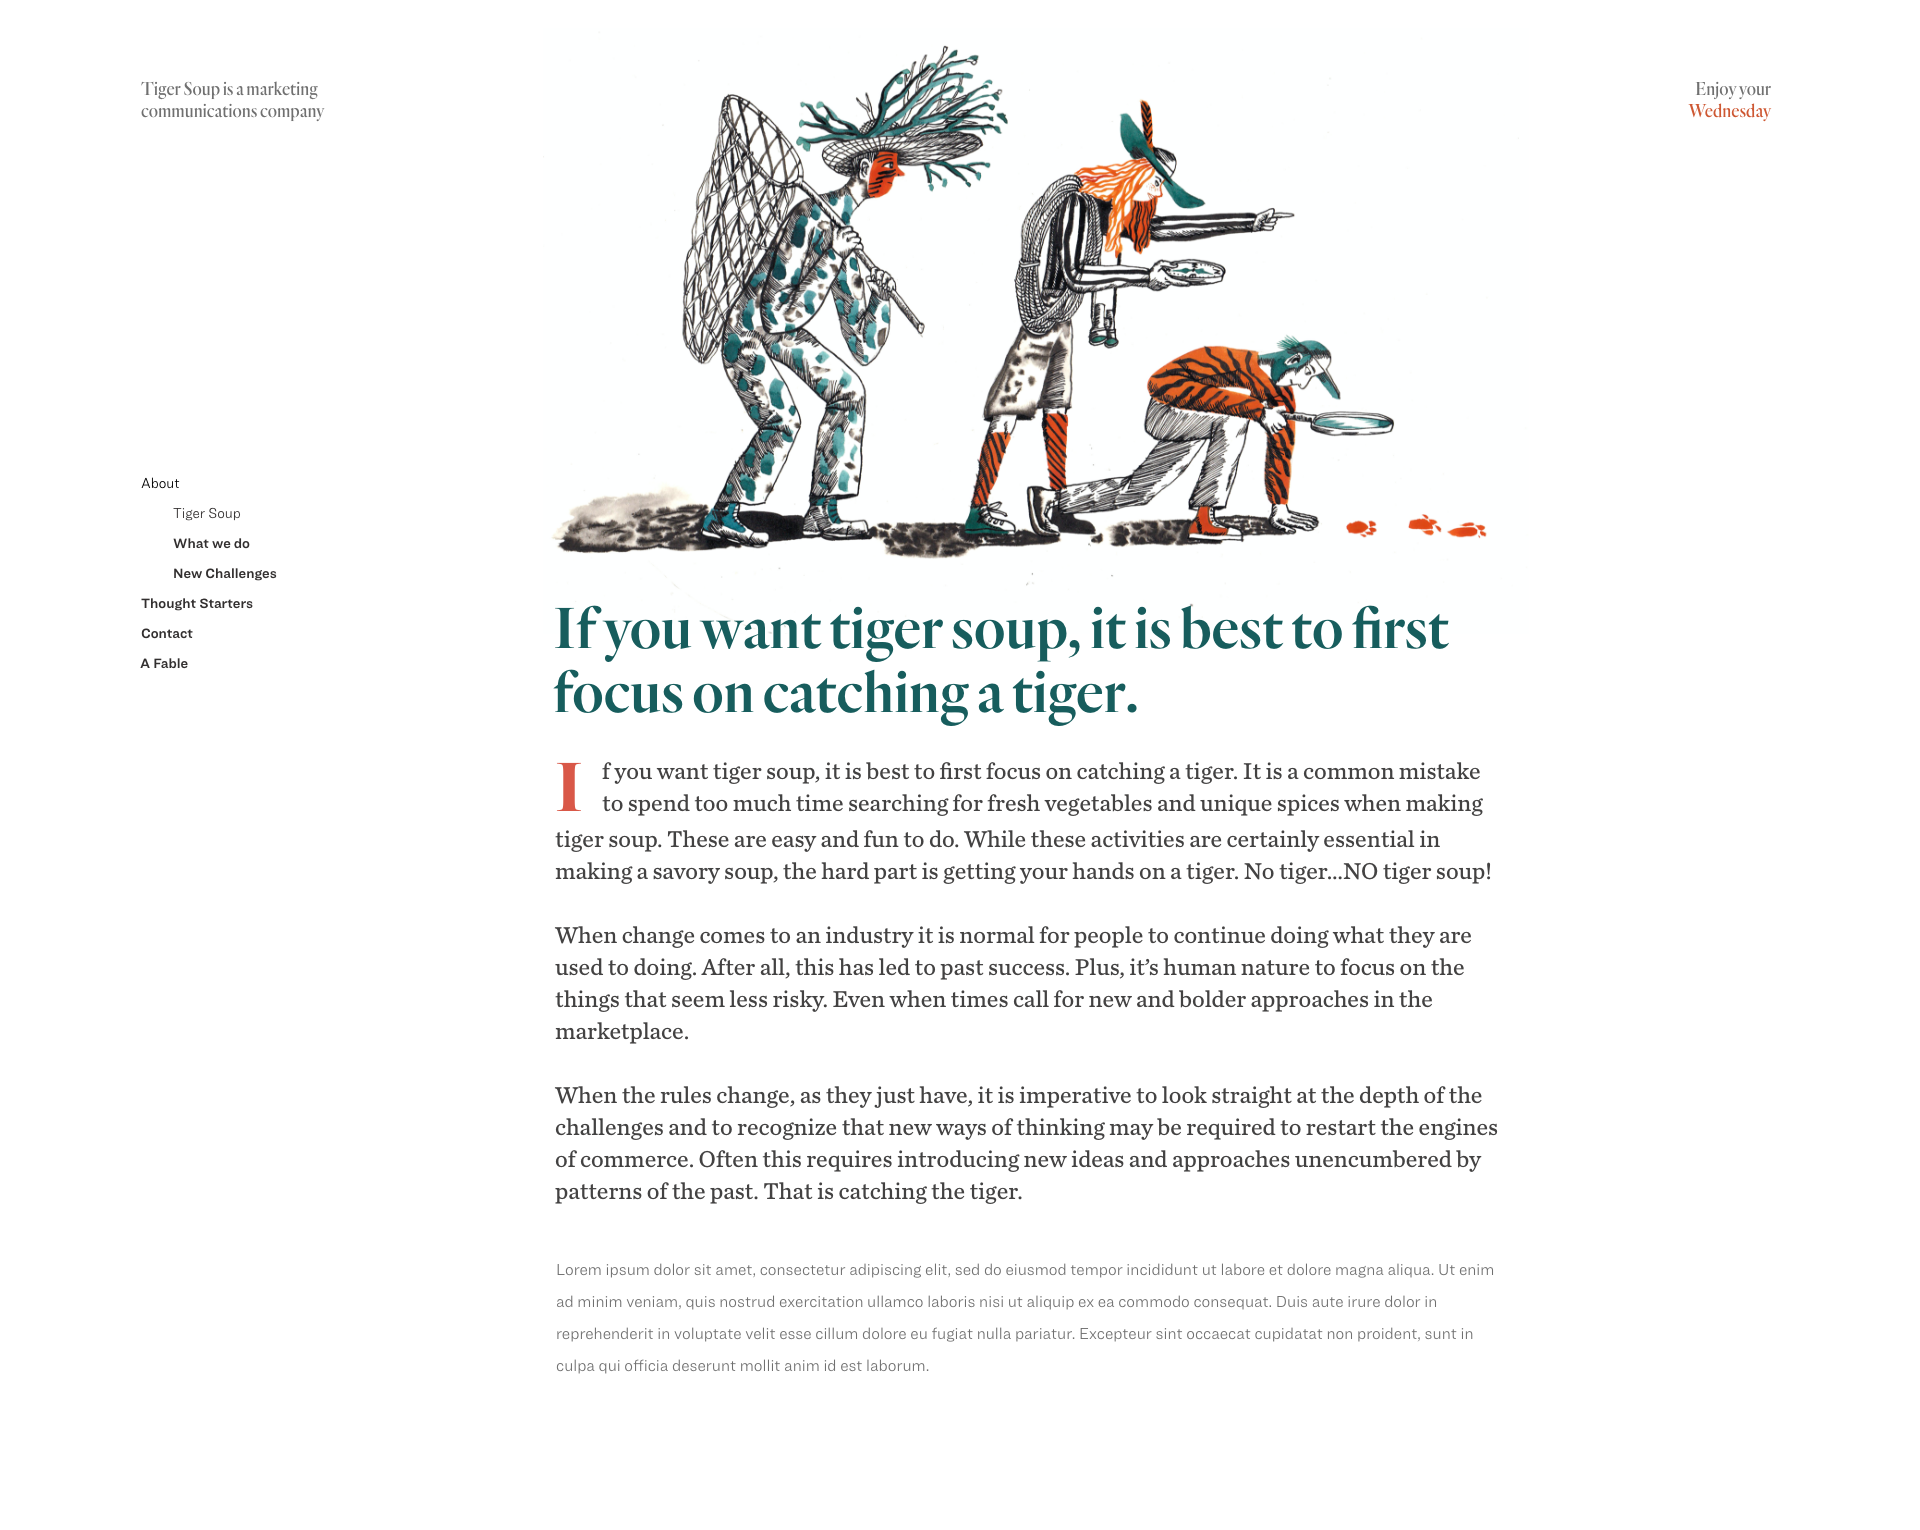 Tiger Soup is a marketing
communications company
Enjoy your
Wednesday
About
Tiger Soup
What we do
New Challenges
Thought Starters
Contact
A Fable
If you want tiger soup, it is best to first
focus on catching a tiger.
If you want tiger soup, it is best to first focus on catching a tiger. It is a common mistake
to spend too much time searching for fresh vegetables and unique spices when making
tiger soup. These are easy and fun to do. While these activities are certainly essential in
making a savory soup, the hard part is getting your hands on a tiger. No tiger...NO tiger soup!
When change comes to an industry it is normal for people to continue doing what they are
used to doing. After all, this has led to past success. Plus, it’s human nature to focus on the
things that seem less risky. Even when times call for new and bolder approaches in the
marketplace.
When the rules change, as they just have, it is imperative to look straight at the depth of the
challenges and to recognize that new ways of thinking may be required to restart the engines
of commerce. Often this requires introducing new ideas and approaches unencumbered by
patterns of the past. That is catching the tiger.
Lorem ipsum dolor sit amet, consectetur adipiscing elit, sed do eiusmod tempor incididunt ut labore et dolore magna aliqua. Ut enim
ad minim veniam, quis nostrud exercitation ullamco laboris nisi ut aliquip ex ea commodo consequat. Duis aute irure dolor in
reprehenderit in voluptate velit esse cillum dolore eu fugiat nulla pariatur. Excepteur sint occaecat cupidatat non proident, sunt in
culpa qui officia deserunt mollit anim id est laborum.